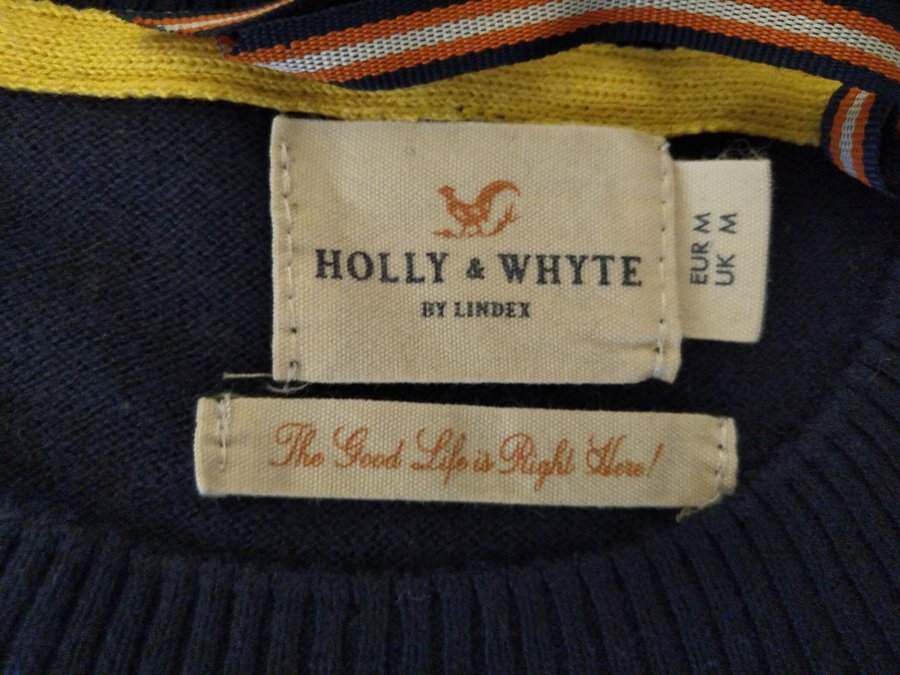 HOLLY & WHYTE
BY LINDEX
EUR M
UK M
The Good Life is Right Here!